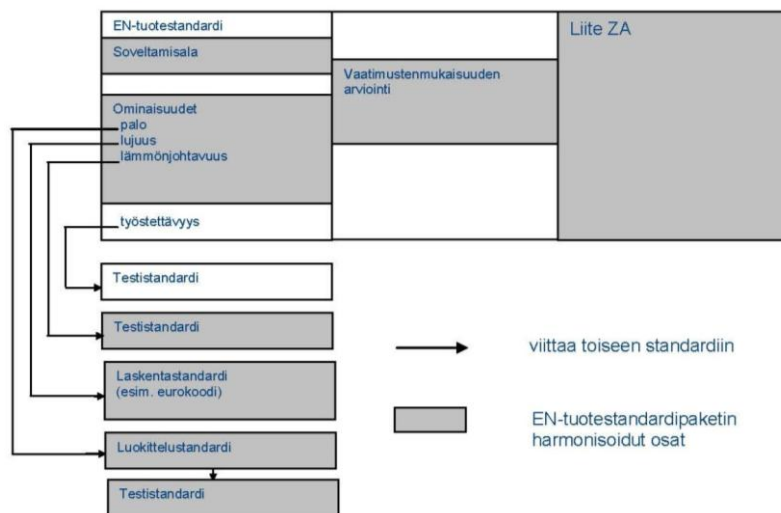 EN-tuotestandardi
Soveltamisala
Ominaisuudet
palo
lujuus
lämmönjohtavuus
työstettävyys
Vaatimustenmukaisuuden
arviointi
Liite ZA
Testistandardi
Testistandardi
Laskentastandardi
(esim. eurokoodi)
Luokittelustandardi
Testistandardi
viittaa toiseen standardiin
EN-tuotestandardipaketin
harmonisoidut osat